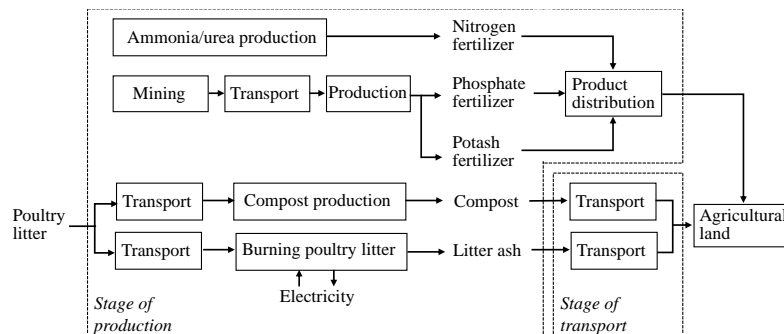 Ammonia/urea production
Nitrogen
fertilizer
Mining
Transport
Production
Phosphate
fertilizer
Product
distribution
Potash
fertilizer
Poultry
litter
Transport
Compost production
Compost
Transport
Agricultural
land
Transport
Burning poultry litter
Litter ash
Transport
Electricity
Stage of
production
Stage of
transport